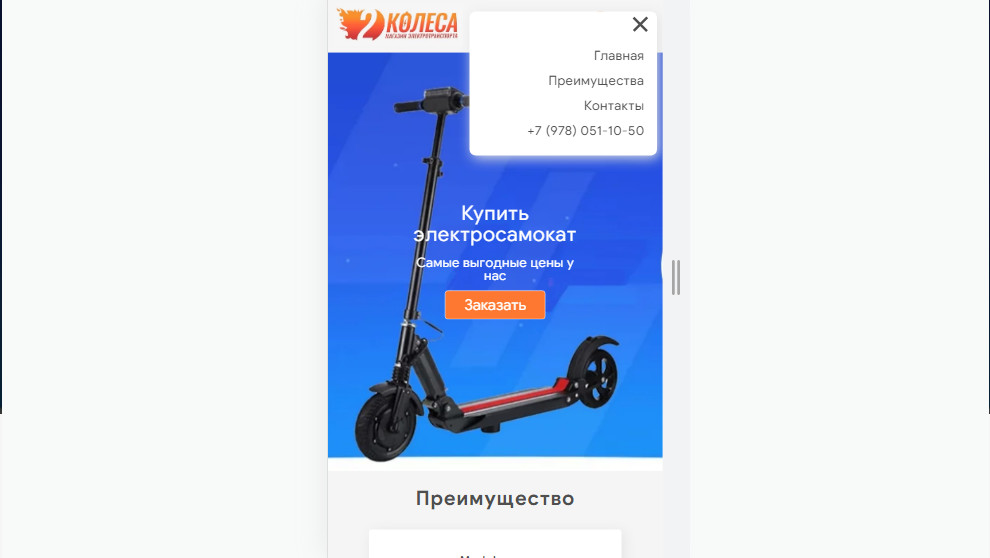 2 КОЛЕСА
МАГАЗИН ЭЛЕКТРОТРАНСПОРТА
Главная
Преимущества
Контакты
+7 (978) 051-10-50
Купить
электросамокат
Самые выгодные цены у
нас
Заказать
Преимущество